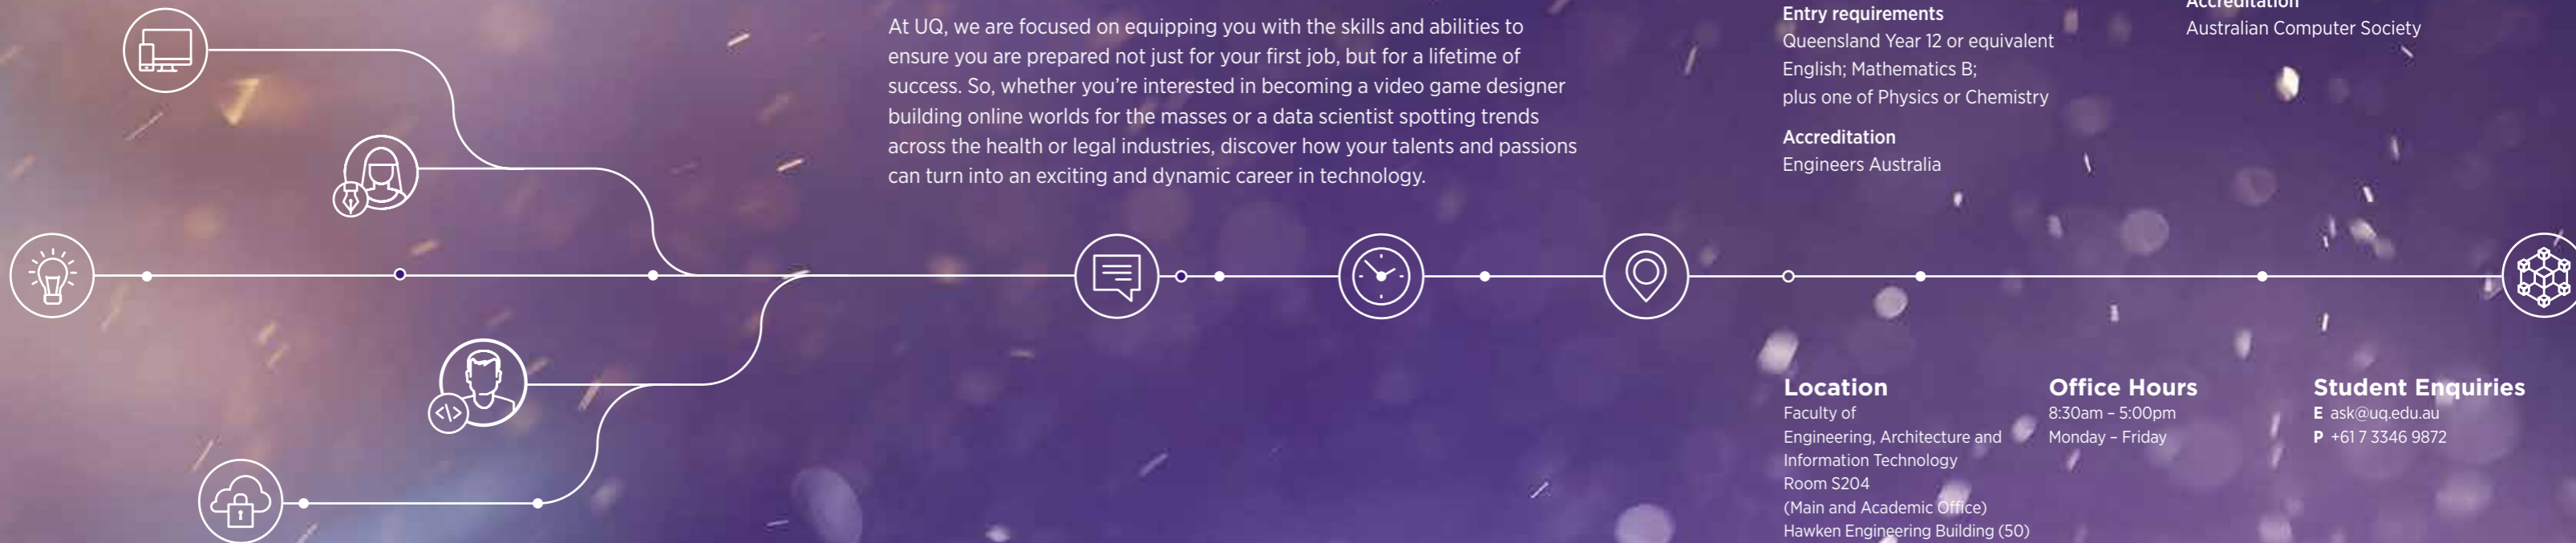 At UQ, we are focused on equipping you with the skills and abilities to
ensure you are prepared not just for your first job, but for a lifetime of
success. So, whether you’re interested in becoming a video game designer
building online worlds for the masses or a data scientist spotting trends
across the health or legal industries, discover how your talents and passions
can turn into an exciting and dynamic career in technology.
Entry requirements
Queensland Year 12 or equivalent
English; Mathematics B;
plus one of Physics or Chemistry
Accreditation
Engineers Australia
Accreditation
Australian Computer Society
</>
Location
Faculty of
Engineering, Architecture and
Information Technology
Room S204
(Main and Academic Office)
Hawken Engineering Building (50)
Office Hours
8:30am – 5:00pm
Monday – Friday
Student Enquiries
E ask@uq.edu.au
P +61 7 3346 9872